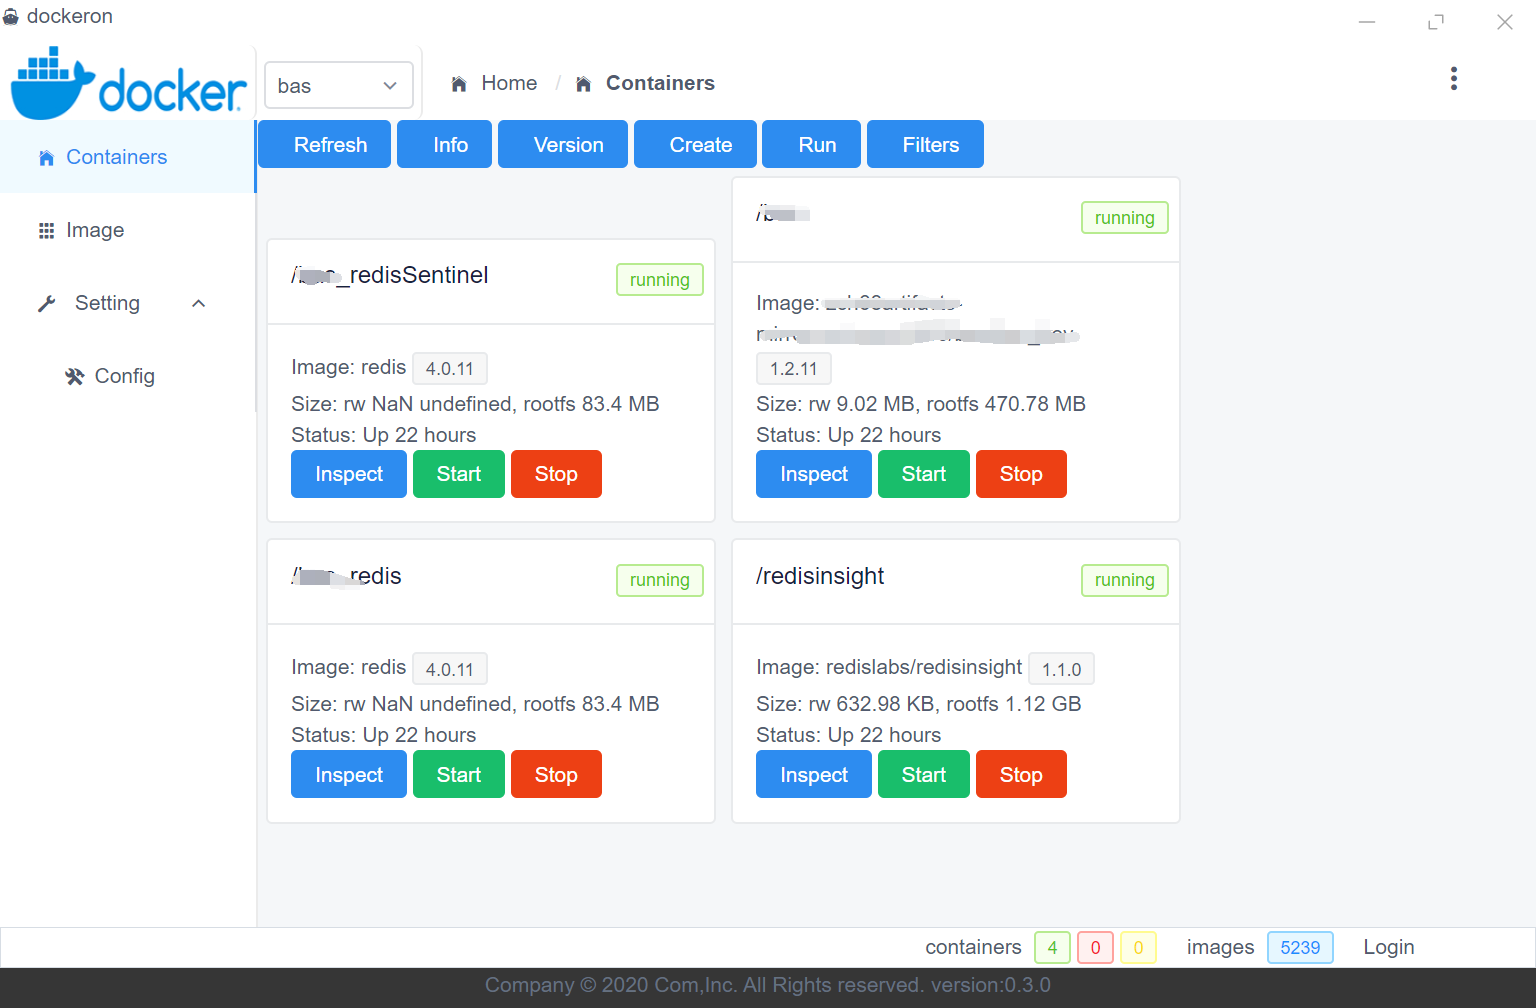 dockeron
docker
bas
Home / Containers
Containers
Image
Setting
Config
Refresh
Info
Version
Create
Run
Filters
_redisSentinel
running
Image: redis 4.0.11
Size: rw NaN undefined, rootfs 83.4 MB
Status: Up 22 hours
Inspect
Start
Stop
running
Image:
1.2.11
Size: rw 9.02 MB, rootfs 470.78 MB
Status: Up 22 hours
Inspect
Start
Stop
redis
running
Image: redis 4.0.11
Size: rw NaN undefined, rootfs 83.4 MB
Status: Up 22 hours
Inspect
Start
Stop
/redisinsight
running
Image: redislabs/redisinsight 1.1.0
Size: rw 632.98 KB, rootfs 1.12 GB
Status: Up 22 hours
Inspect
Start
Stop
containers 4 0 0 images 5239 Login
Company © 2020 Com,Inc. All Rights reserved. version:0.3.0